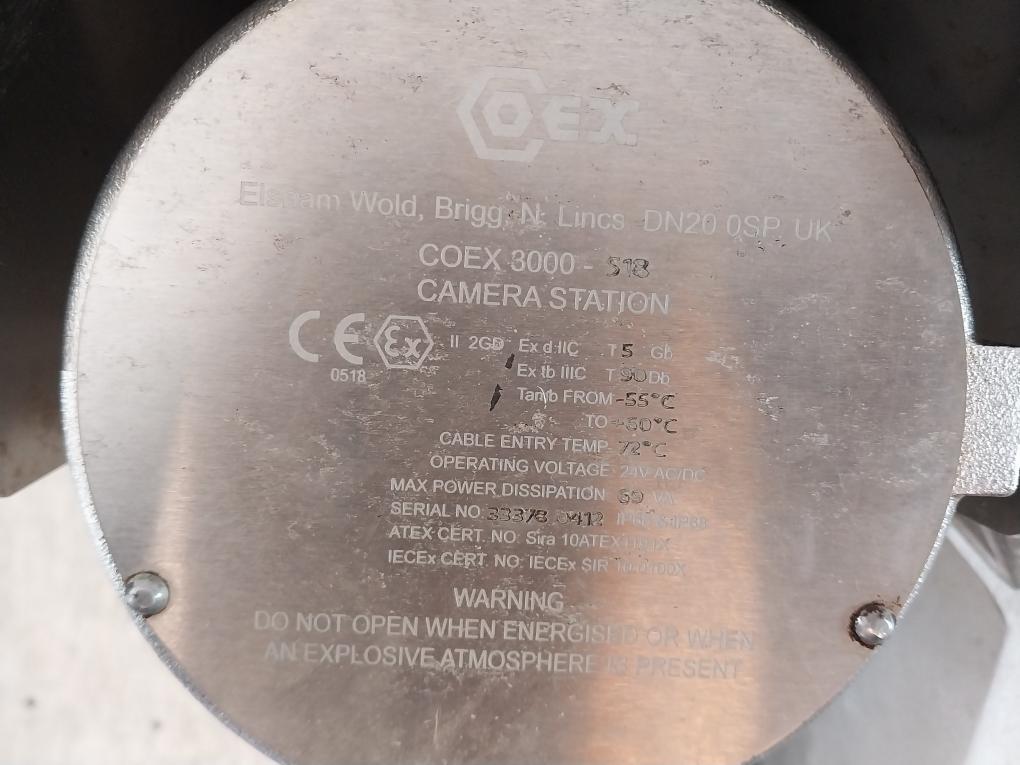 COEX
Elsham Wold, Brigg, N. Lincs DN20 0SP, UK
COEX 3000 - S18
CAMERA STATION
CE Ex II 2GD Ex d IIC T 5 Gb
0518 Ex tb IIIC T 90 Db
Tamb FROM -55°C
TO +60°C
CABLE ENTRY TEMP 72°C
OPERATING VOLTAGE 24V AC/DC
MAX POWER DISSIPATION 69 VA
SERIAL NO. 33378 0412
ATEX CERT. NO: Sira
IECEx CERT. NO: IECEx SIR
WARNING
DO NOT OPEN WHEN ENERGISED OR WHEN
AN EXPLOSIVE ATMOSPHERE IS PRESENT